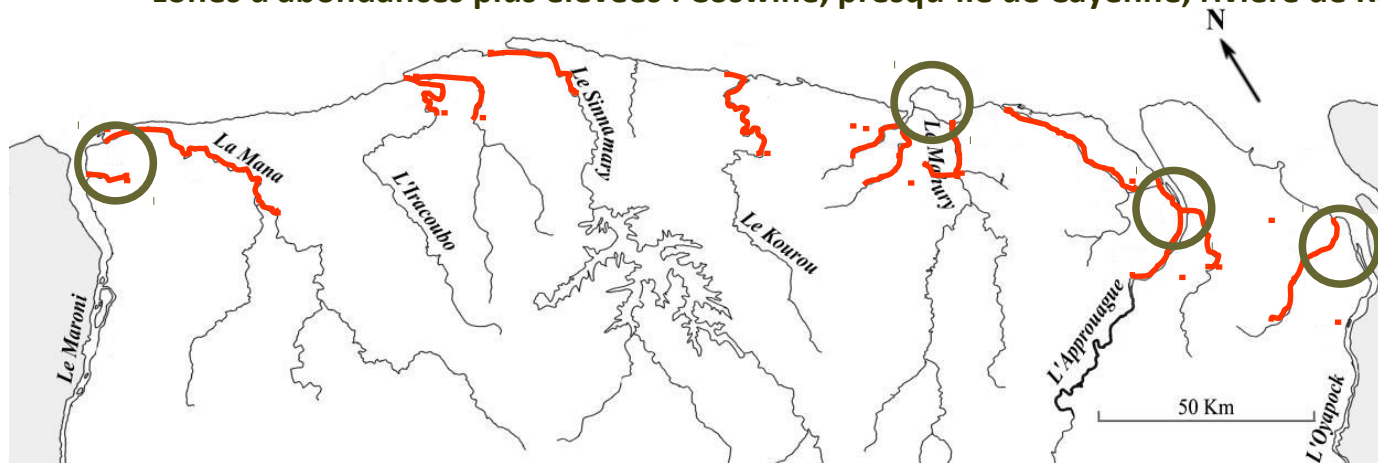 Zones d'abondances plus élevées : Coswine, presqu'île de Cayenne, rivière de
N
Le Sinnamary
La Mana
L'Iracoubo
Le Kourou
Le Mahury
L'Approuague
Le Maroni
50 Km
L'Oyapock